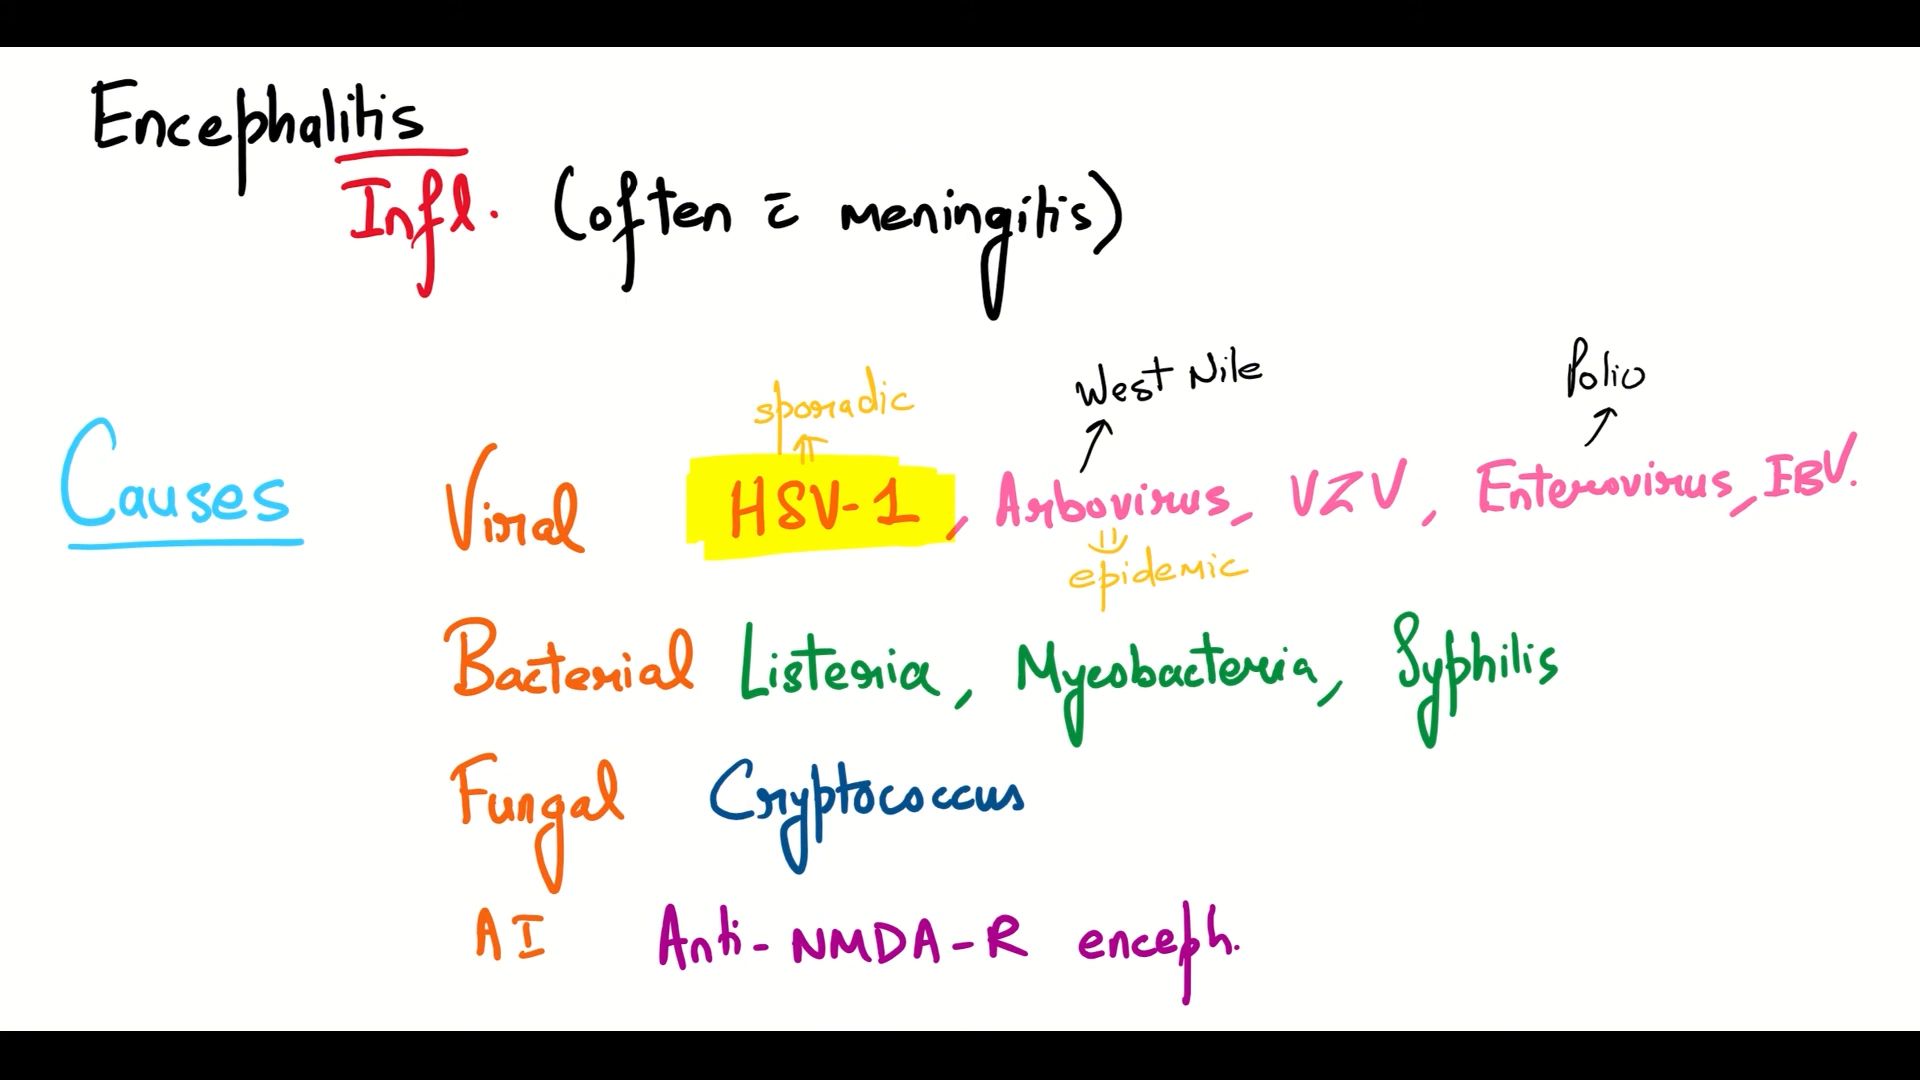 Encephalitis
Infl. (often c̄ meningitis)
sporadic West Nile Polio
Causes Viral HSV-1, Arbovirus, VZV, Enterovirus, EBV.
epidemic
Bacterial Listeria, Mycobacteria, Syphilis
Fungal Cryptococcus
AI Anti-NMDA-R enceph.